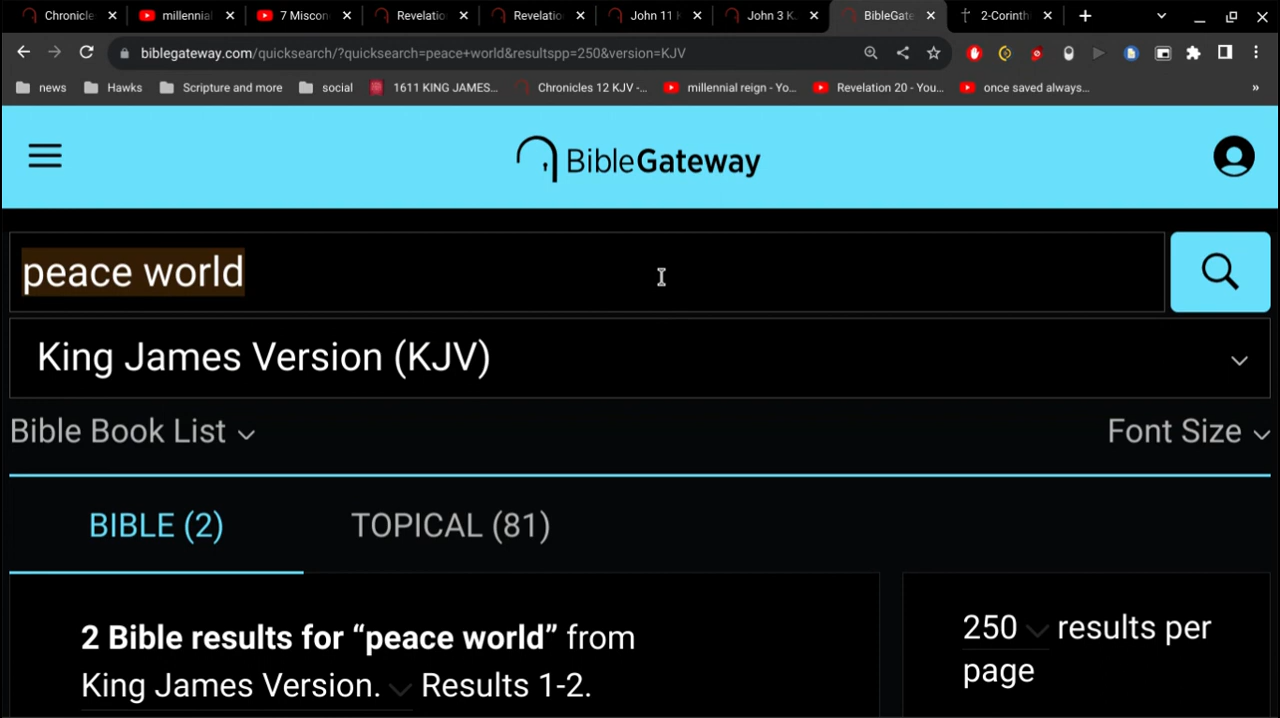 Chronicle
millennial
7 Miscon
Revelatio
Revelatio
John 11
John 3 K
BibleGate
2-Corinth
biblegateway.com/quicksearch/?quicksearch=peace+world&resultspp=250&version=KJV
news
Hawks
Scripture and more
social
1611 KING JAMES...
Chronicles 12 KJV -...
millennial reign - Yo...
Revelation 20 - You...
once saved always...
»
BibleGateway
peace world
King James Version (KJV)
Bible Book List
Font Size
BIBLE (2)
TOPICAL (81)
2 Bible results for “peace world” from
King James Version. Results 1-2.
250 results per
page